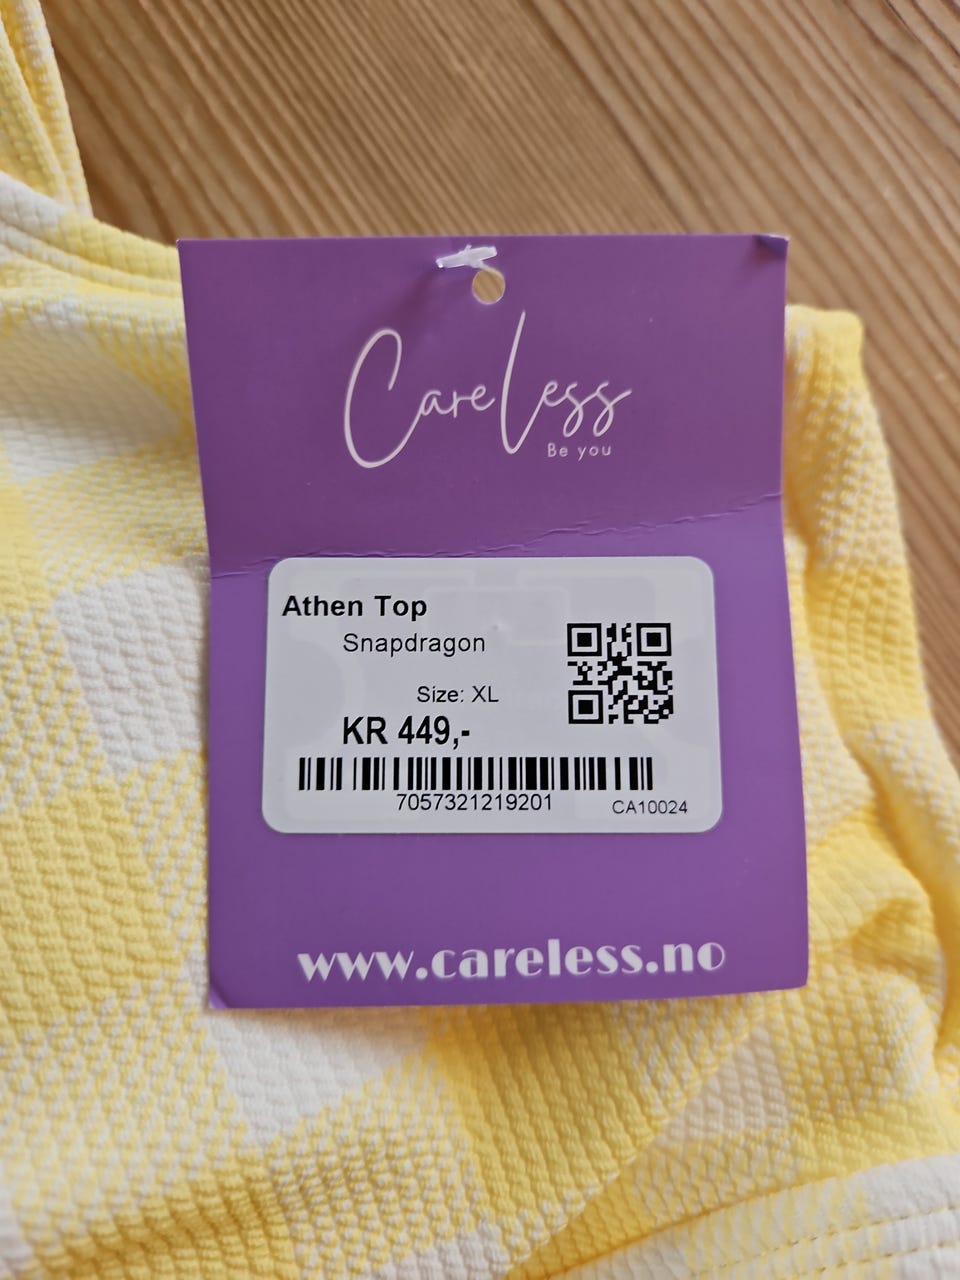 CareLess
Be you
Athen Top
Snapdragon
Size: XL
KR 449,-
7057321219201
CA10024
www.careless.no